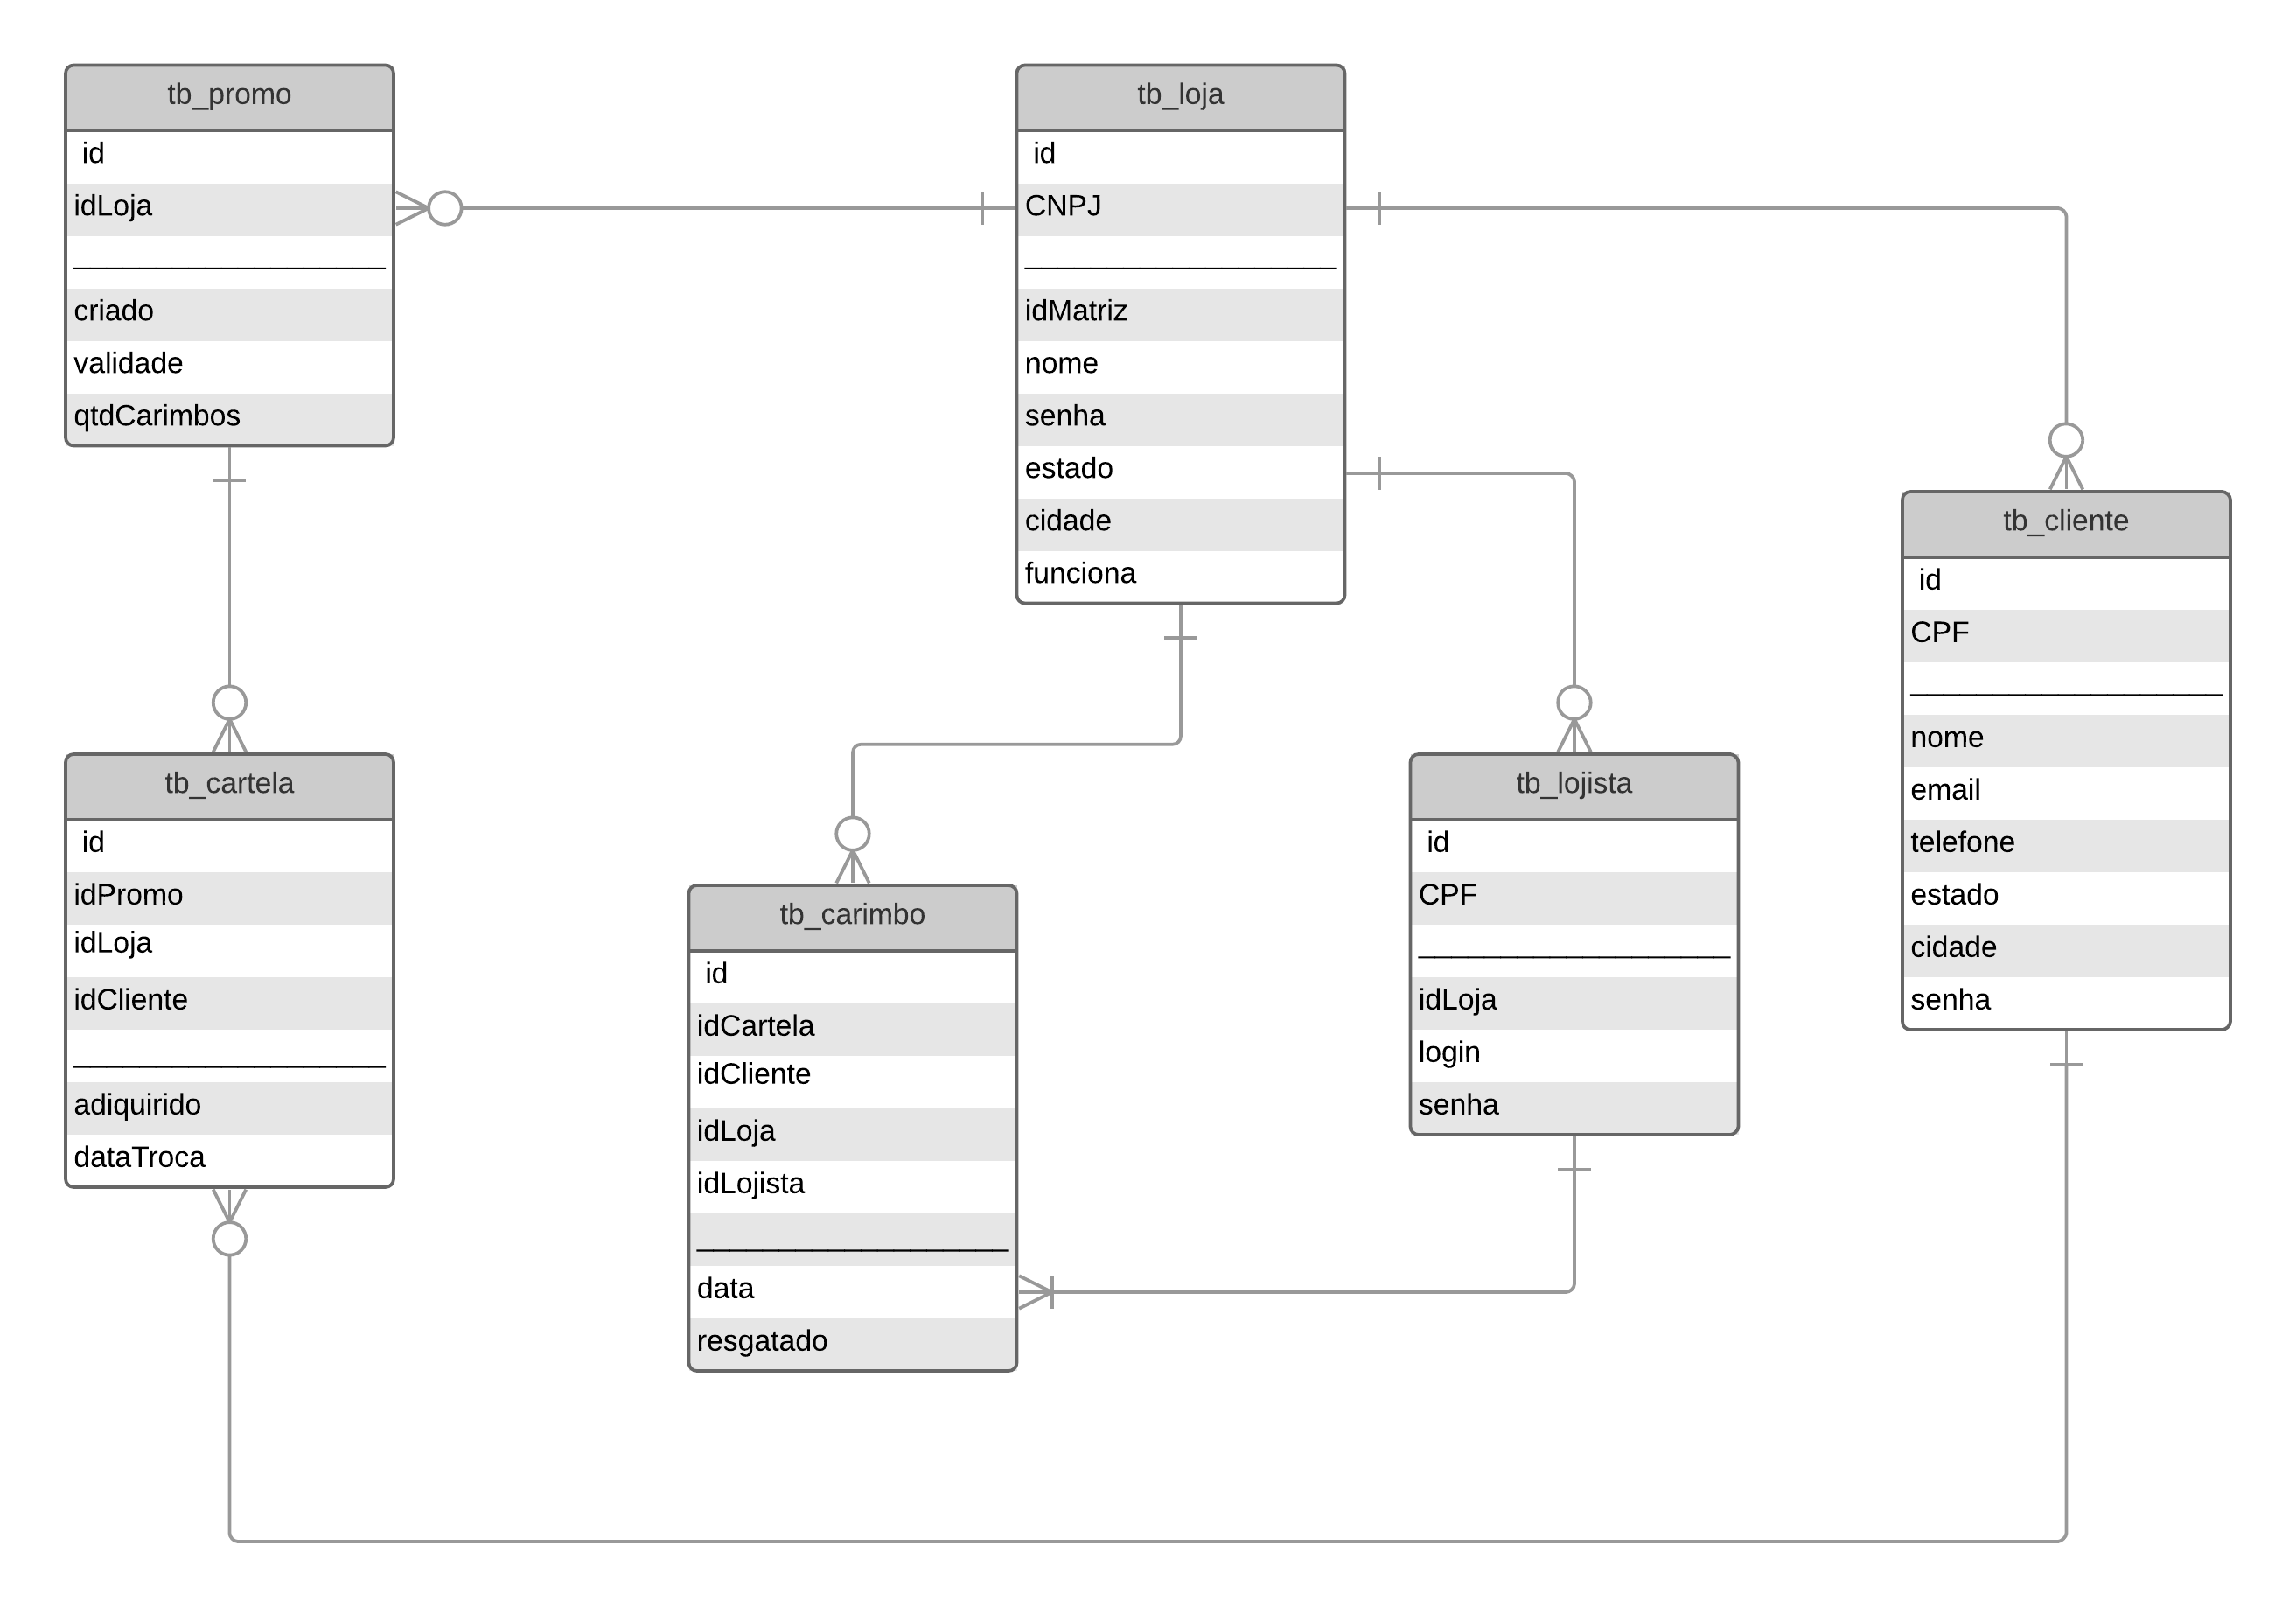 tb_promo
id
idLoja
___________________
criado
validade
qtdCarimbos
tb_loja
id
CNPJ
___________________
idMatriz
nome
senha
estado
cidade
funciona
tb_cliente
id
CPF
___________________
nome
email
telefone
estado
cidade
senha
tb_cartela
id
idPromo
idLoja
idCliente
___________________
adiquirido
dataTroca
tb_carimbo
id
idCartela
idCliente
idLoja
idLojista
___________________
data
resgatado
tb_lojista
id
CPF
___________________
idLoja
login
senha